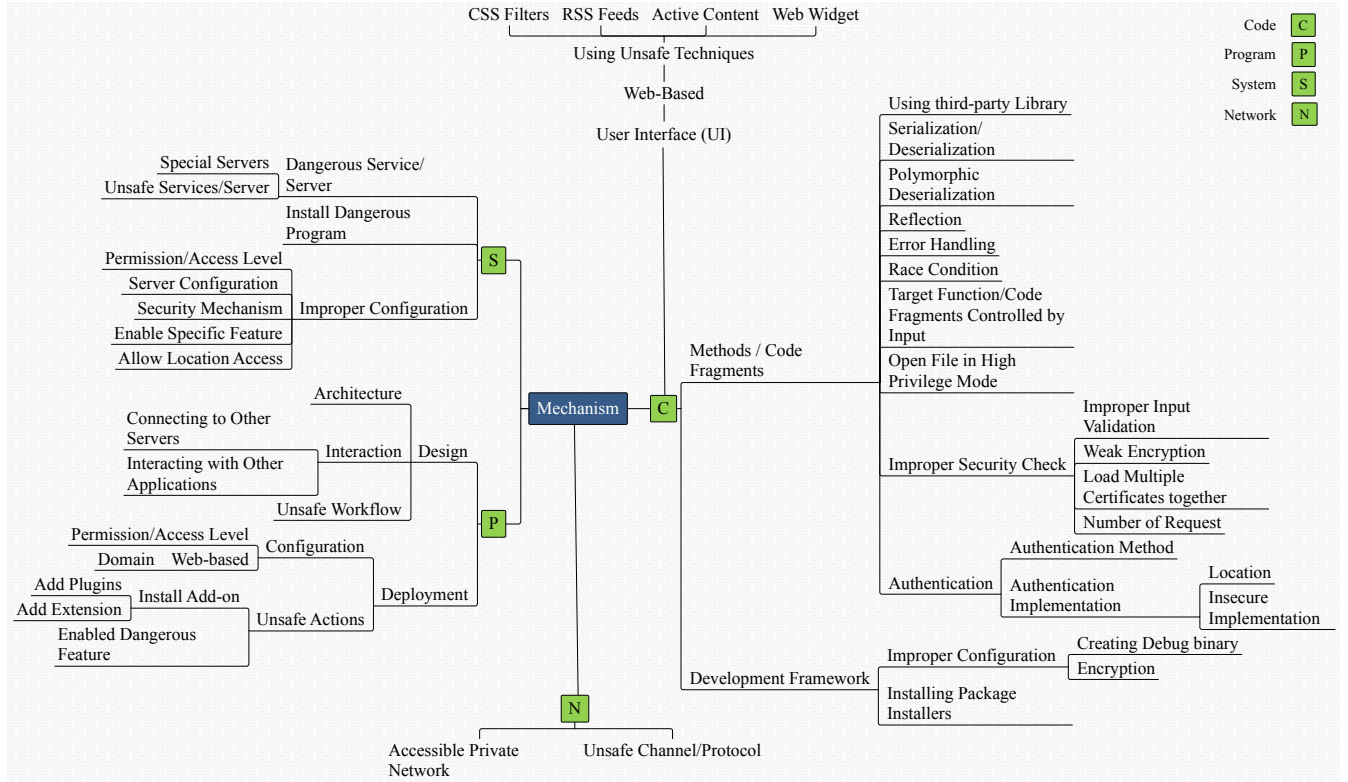 CSS Filters RSS Feeds Active Content Web Widget
Using Unsafe Techniques
Web-Based
User Interface (UI)
Code C
Program P
System S
Network N
Special Servers
Unsafe Services/Server
Dangerous Service/
Server
Install Dangerous
Program
S
Permission/Access Level
Server Configuration
Security Mechanism
Enable Specific Feature
Allow Location Access
Improper Configuration
Mechanism
C
Architecture
Connecting to Other
Servers
Interacting with Other
Applications
Interaction
Design
Unsafe Workflow
P
Permission/Access Level
Domain Web-based
Configuration
Add Plugins
Add Extension
Install Add-on
Enabled Dangerous
Feature
Unsafe Actions
Deployment
N
Accessible Private
Network
Unsafe Channel/Protocol
Methods / Code
Fragments
Using third-party Library
Serialization/
Deserialization
Polymorphic
Deserialization
Reflection
Error Handling
Race Condition
Target Function/Code
Fragments Controlled by
Input
Open File in High
Privilege Mode
Improper Security Check
Improper Input
Validation
Weak Encryption
Load Multiple
Certificates together
Number of Request
Authentication
Authentication Method
Authentication
Implementation
Location
Insecure
Implementation
Development Framework
Improper Configuration
Creating Debug binary
Encryption
Installing Package
Installers